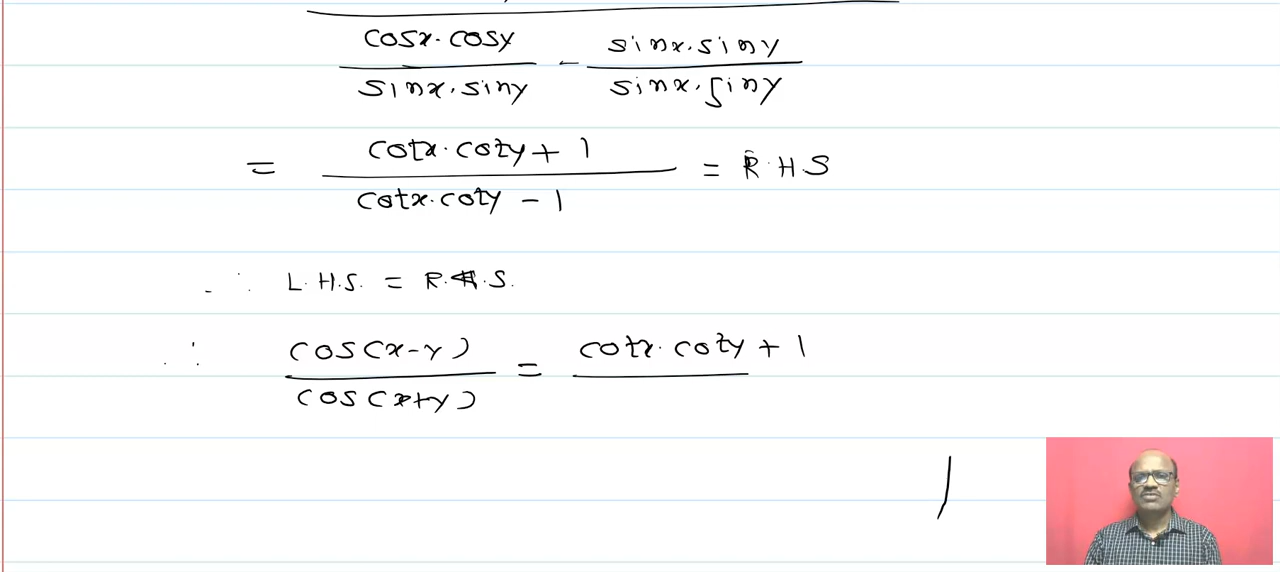 cosx.cosy / sinx.siny - sinx.siny / sinx.siny
= cotx.coty + 1 / cotx.coty - 1 = R.H.S
∴ L.H.S. = R.H.S.
∴ cos(x-y) / cos(x+y) = cotx.coty + 1